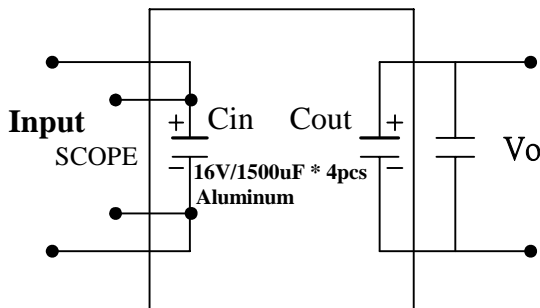 Cin
Cout
+
+
Input
SCOPE
Vo
−
−
16V/1500uF * 4pcs
Aluminum